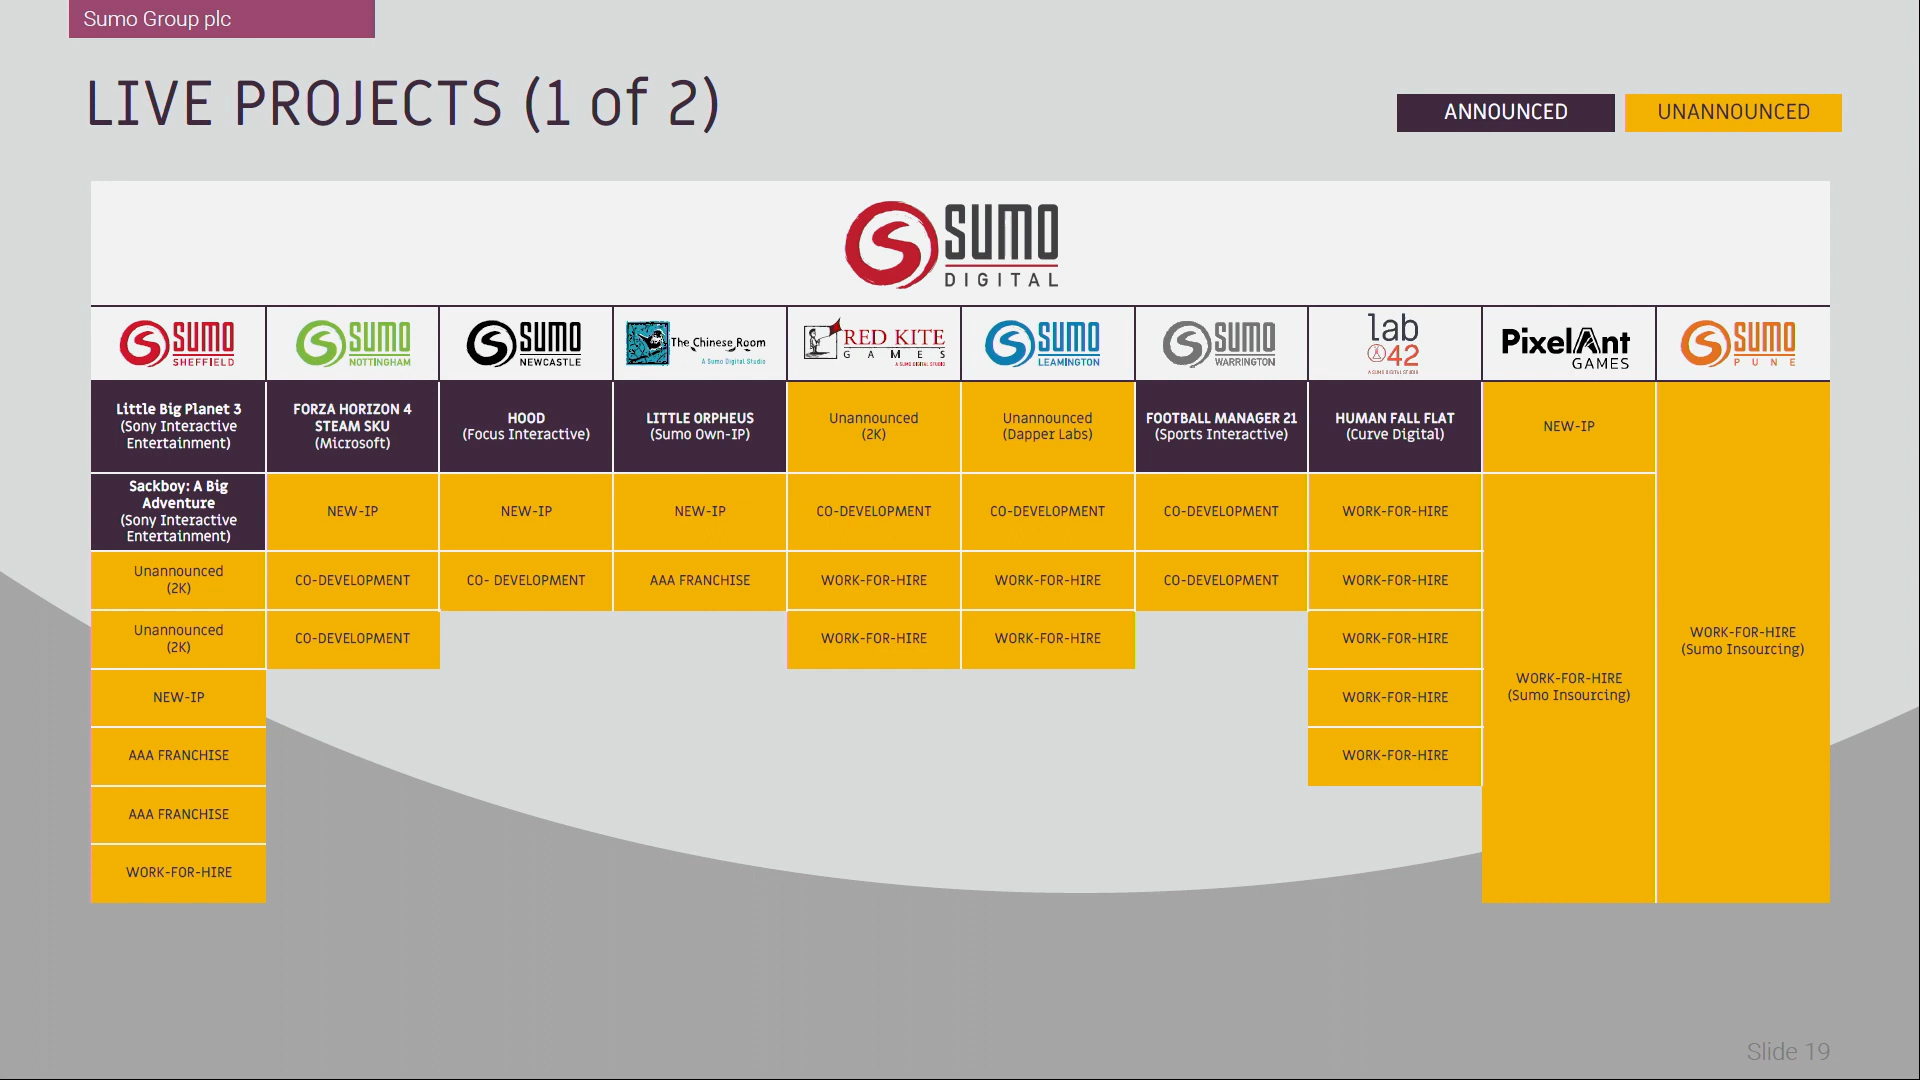 Sumo Group plc
LIVE PROJECTS (1 of 2)
ANNOUNCED
UNANNOUNCED
SUMO
DIGITAL
SUMO
SHEFFIELD
SUMO
NOTTINGHAM
SUMO
NEWCASTLE
The Chinese Room
A Sumo Digital Studio
RED KITE
GAMES
A SUMO DIGITAL STUDIO
SUMO
LEAMINGTON
SUMO
WARRINGTON
lab
42
A SUMO DIGITAL STUDIO
PixelAnt
GAMES
SUMO
PUNE
Little Big Planet 3
(Sony Interactive
Entertainment)
FORZA HORIZON 4
STEAM SKU
(Microsoft)
HOOD
(Focus Interactive)
LITTLE ORPHEUS
(Sumo Own-IP)
Unannounced
(2K)
Unannounced
(Dapper Labs)
FOOTBALL MANAGER 21
(Sports Interactive)
HUMAN FALL FLAT
(Curve Digital)
NEW-IP
Sackboy: A Big
Adventure
(Sony Interactive
Entertainment)
NEW-IP
NEW-IP
NEW-IP
CO-DEVELOPMENT
CO-DEVELOPMENT
CO-DEVELOPMENT
WORK-FOR-HIRE
Unannounced
(2K)
CO-DEVELOPMENT
CO- DEVELOPMENT
AAA FRANCHISE
WORK-FOR-HIRE
WORK-FOR-HIRE
CO-DEVELOPMENT
WORK-FOR-HIRE
Unannounced
(2K)
CO-DEVELOPMENT
WORK-FOR-HIRE
WORK-FOR-HIRE
WORK-FOR-HIRE
WORK-FOR-HIRE
(Sumo Insourcing)
WORK-FOR-HIRE
(Sumo Insourcing)
NEW-IP
WORK-FOR-HIRE
AAA FRANCHISE
WORK-FOR-HIRE
AAA FRANCHISE
WORK-FOR-HIRE
Slide 19